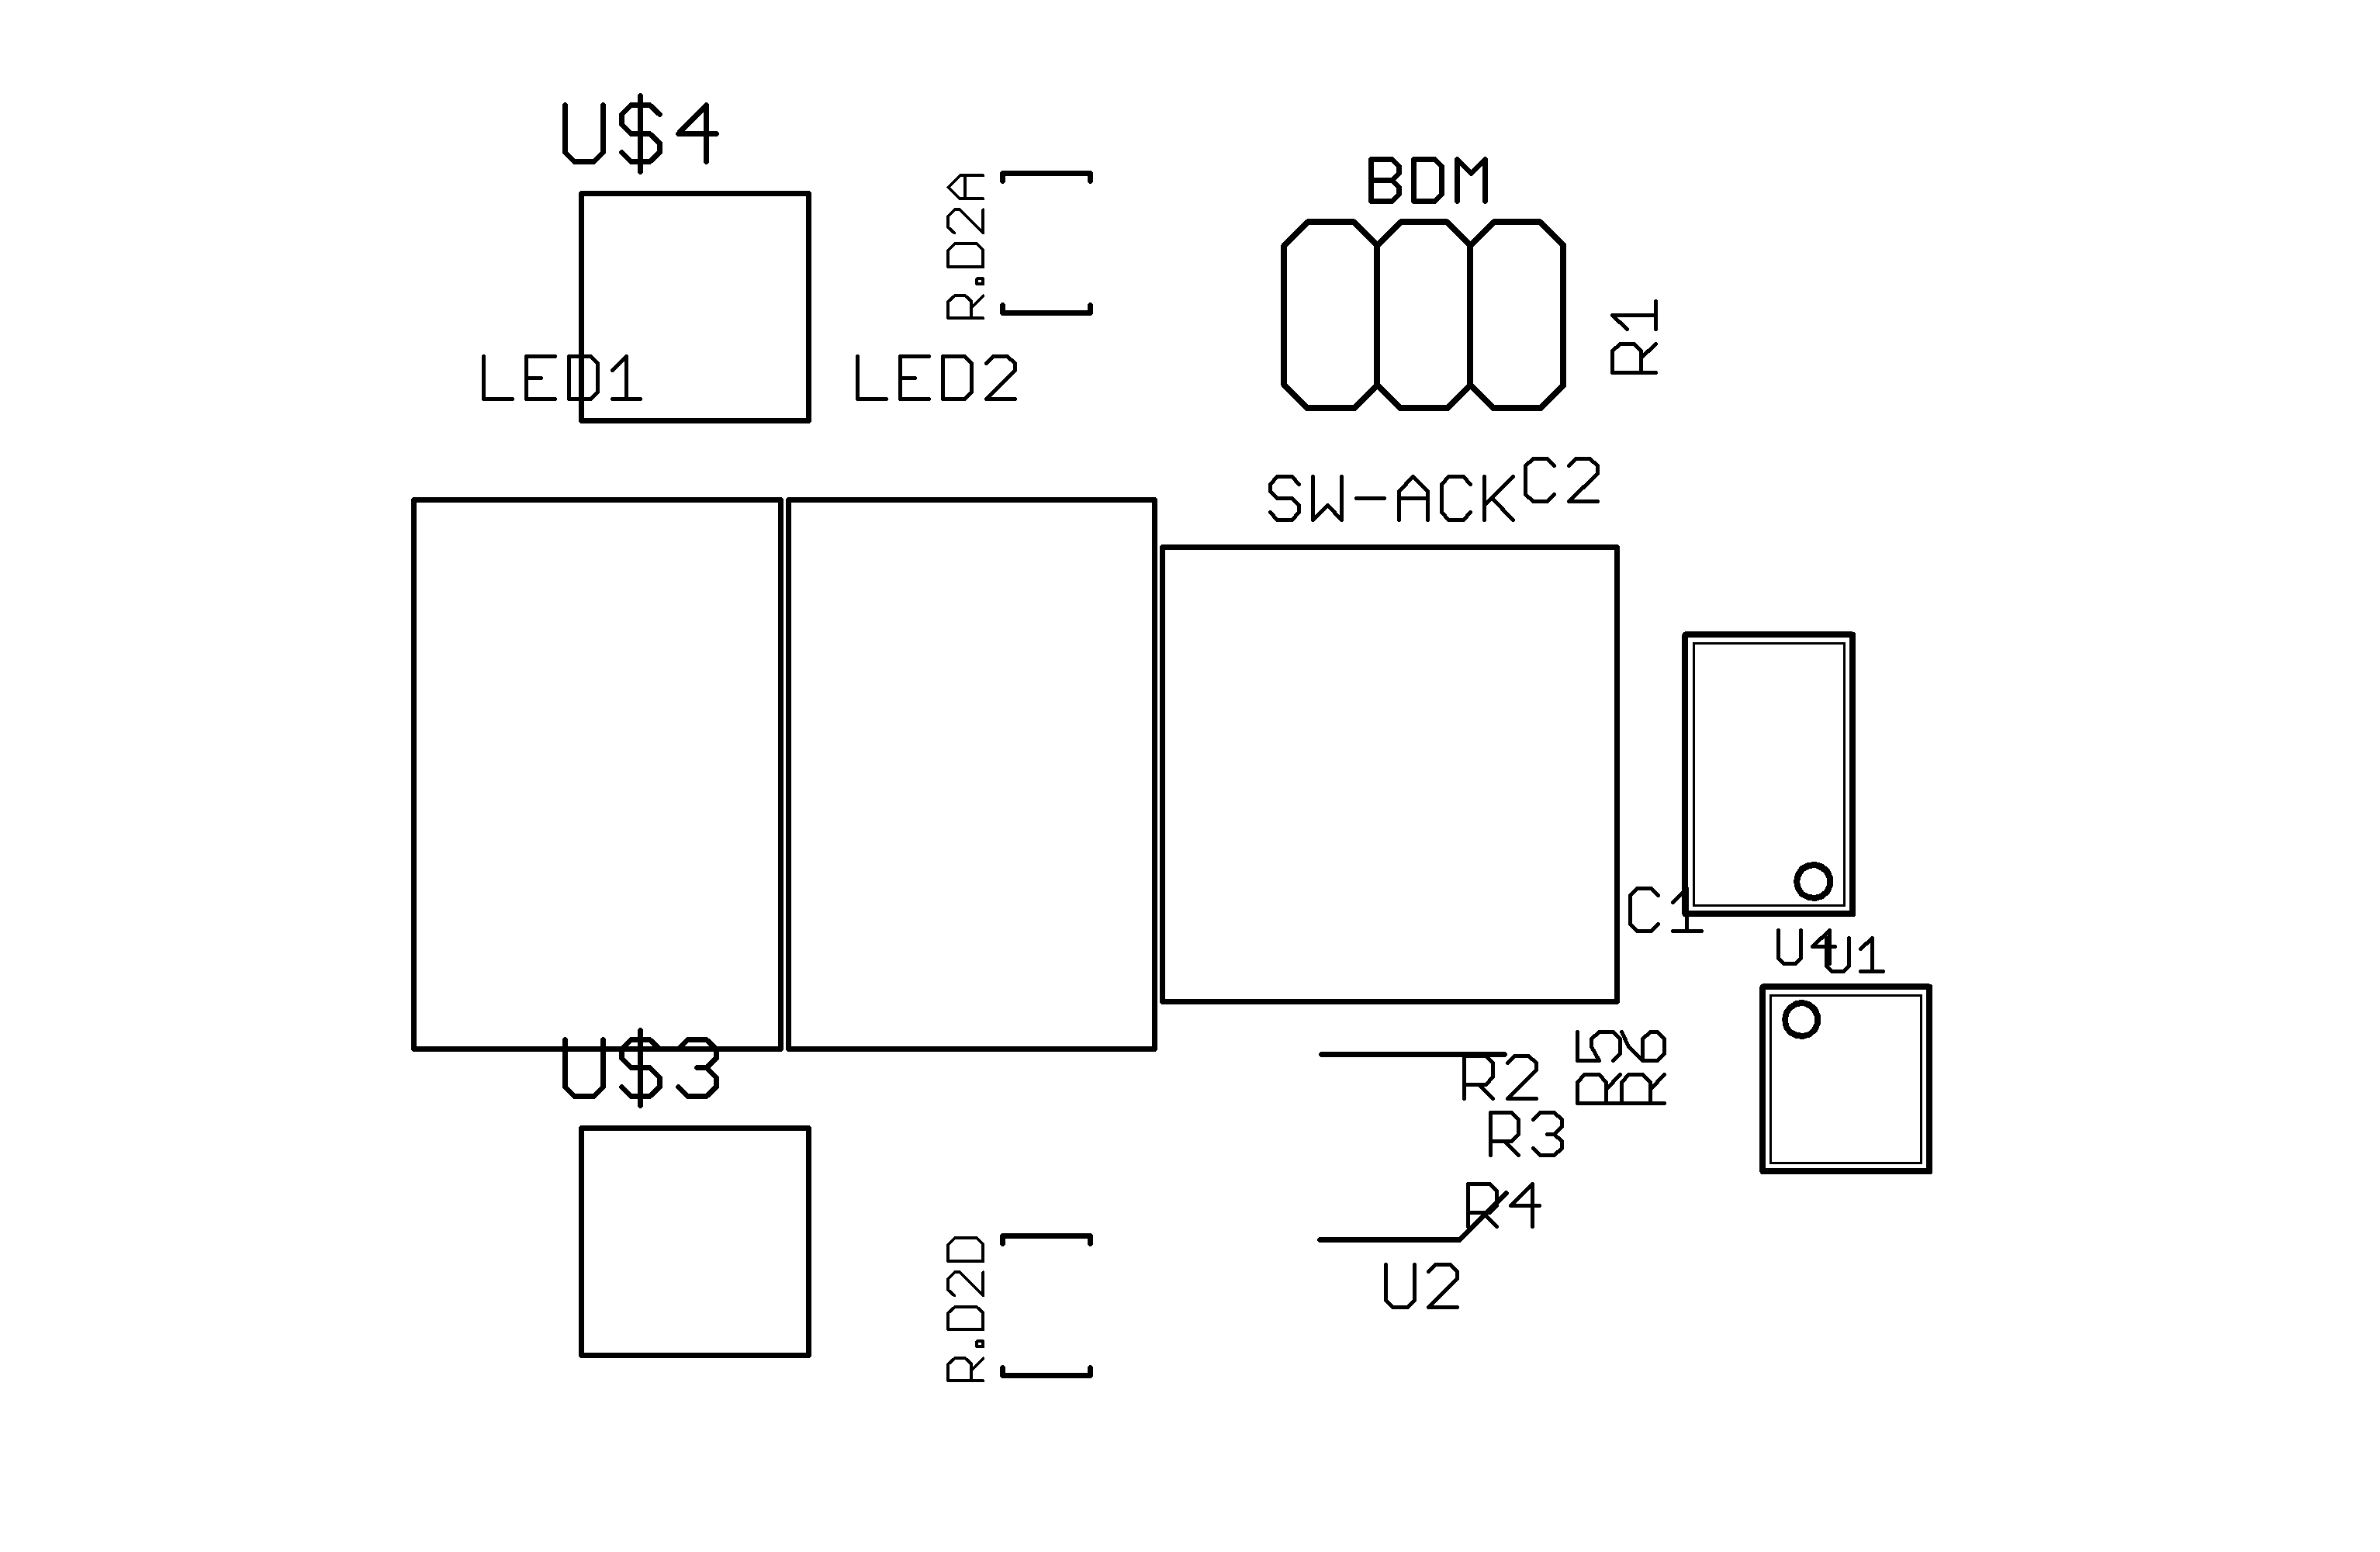 U$4
R.D2A
BDM
R1
LED1
LED2
SW-ACK
C2
C1
U4
U1
U$3
R2
R5
R6
R3
R4
R.D2D
U2